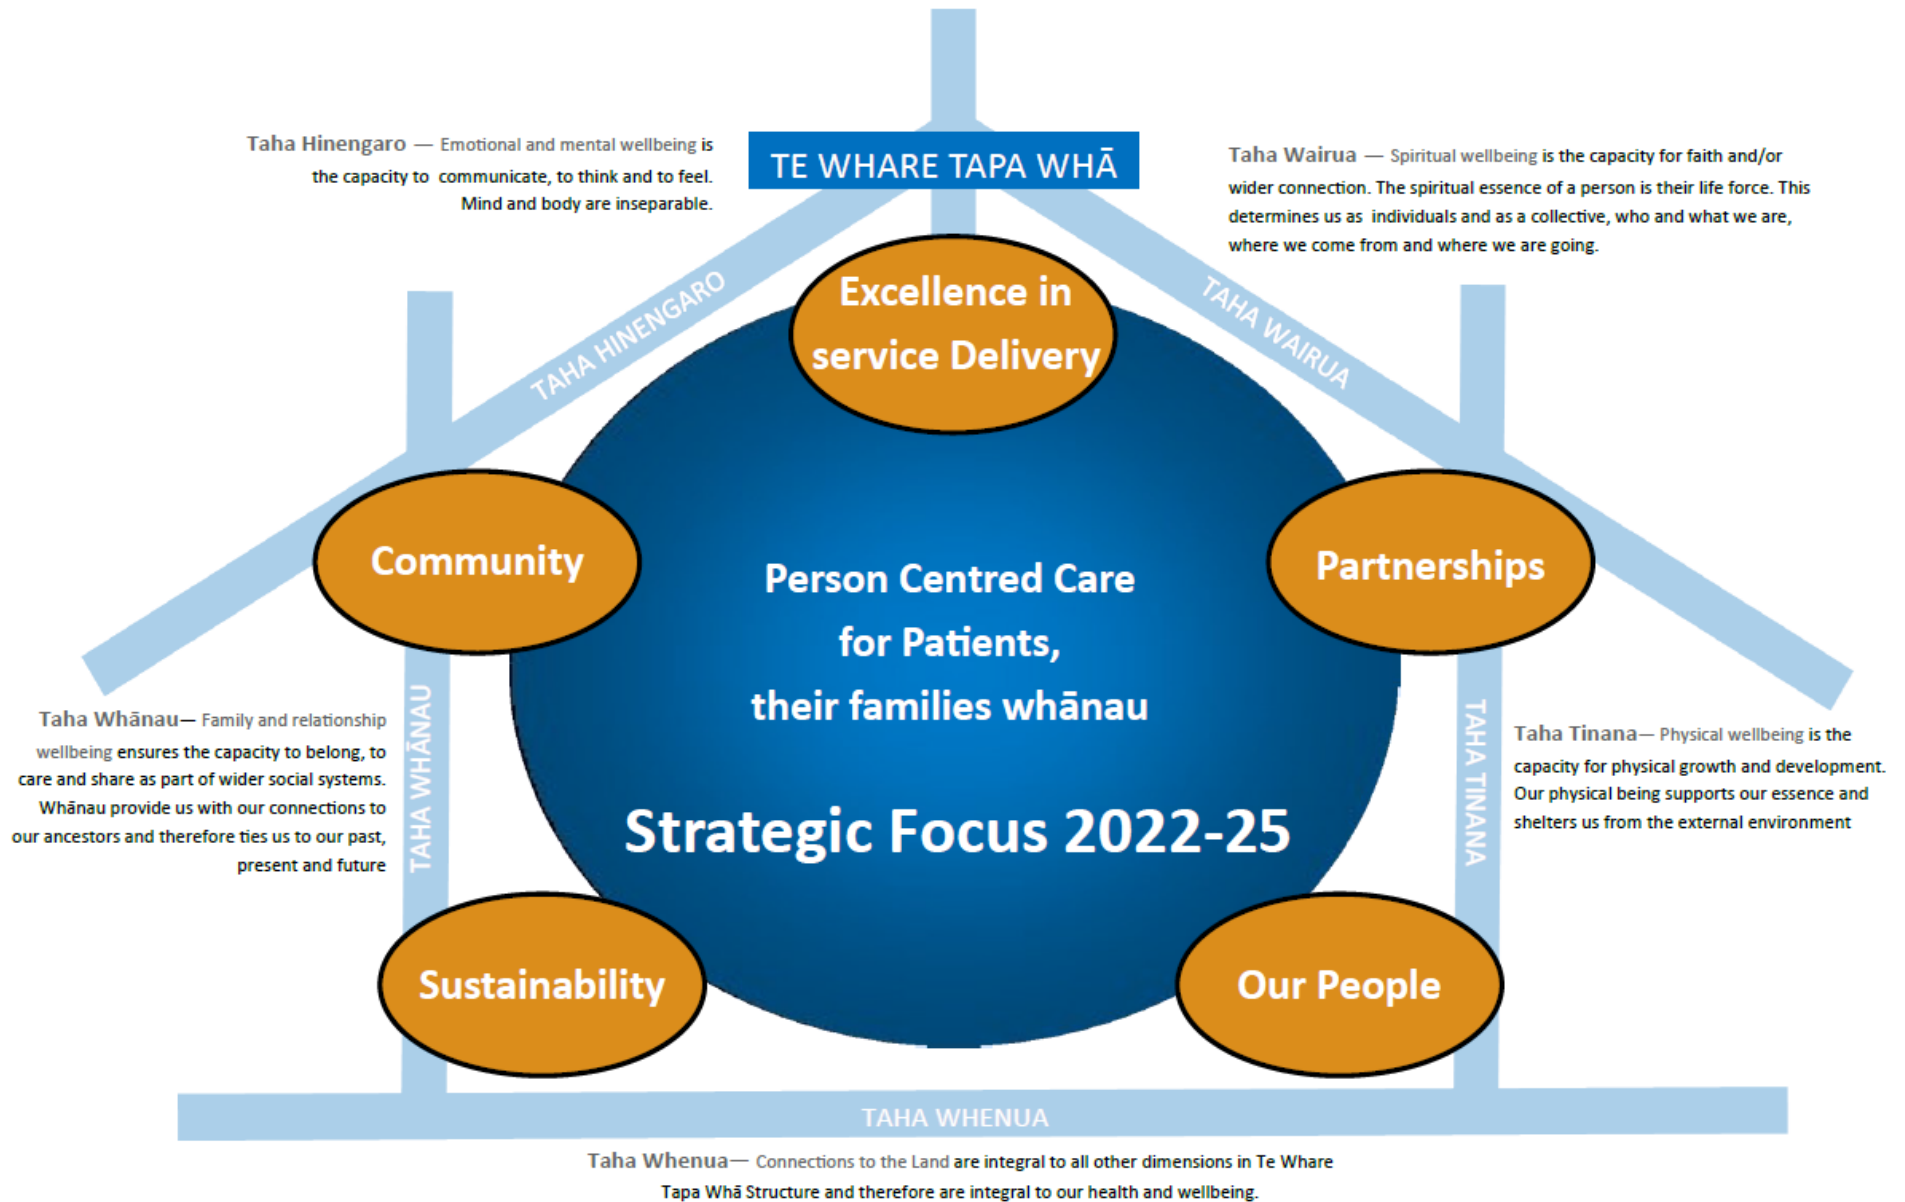 TE WHARE TAPA WHĀ
Taha Hinengaro — Emotional and mental wellbeing is
the capacity to communicate, to think and to feel.
Mind and body are inseparable.
Taha Wairua — Spiritual wellbeing is the capacity for faith and/or
wider connection. The spiritual essence of a person is their life force. This
determines us as individuals and as a collective, who and what we are,
where we come from and where we are going.
TAHA HINENGARO
TAHA WAIRUA
Excellence in
service Delivery
Community
Partnerships
Person Centred Care
for Patients,
their families whānau
Strategic Focus 2022-25
Taha Whānau— Family and relationship
wellbeing ensures the capacity to belong, to
care and share as part of wider social systems.
Whānau provide us with our connections to
our ancestors and therefore ties us to our past,
present and future
TAHA WHĀNAU
TAHA TINANA
Taha Tinana— Physical wellbeing is the
capacity for physical growth and development.
Our physical being supports our essence and
shelters us from the external environment
Sustainability
Our People
TAHA WHENUA
Taha Whenua— Connections to the Land are integral to all other dimensions in Te Whare
Tapa Whā Structure and therefore are integral to our health and wellbeing.